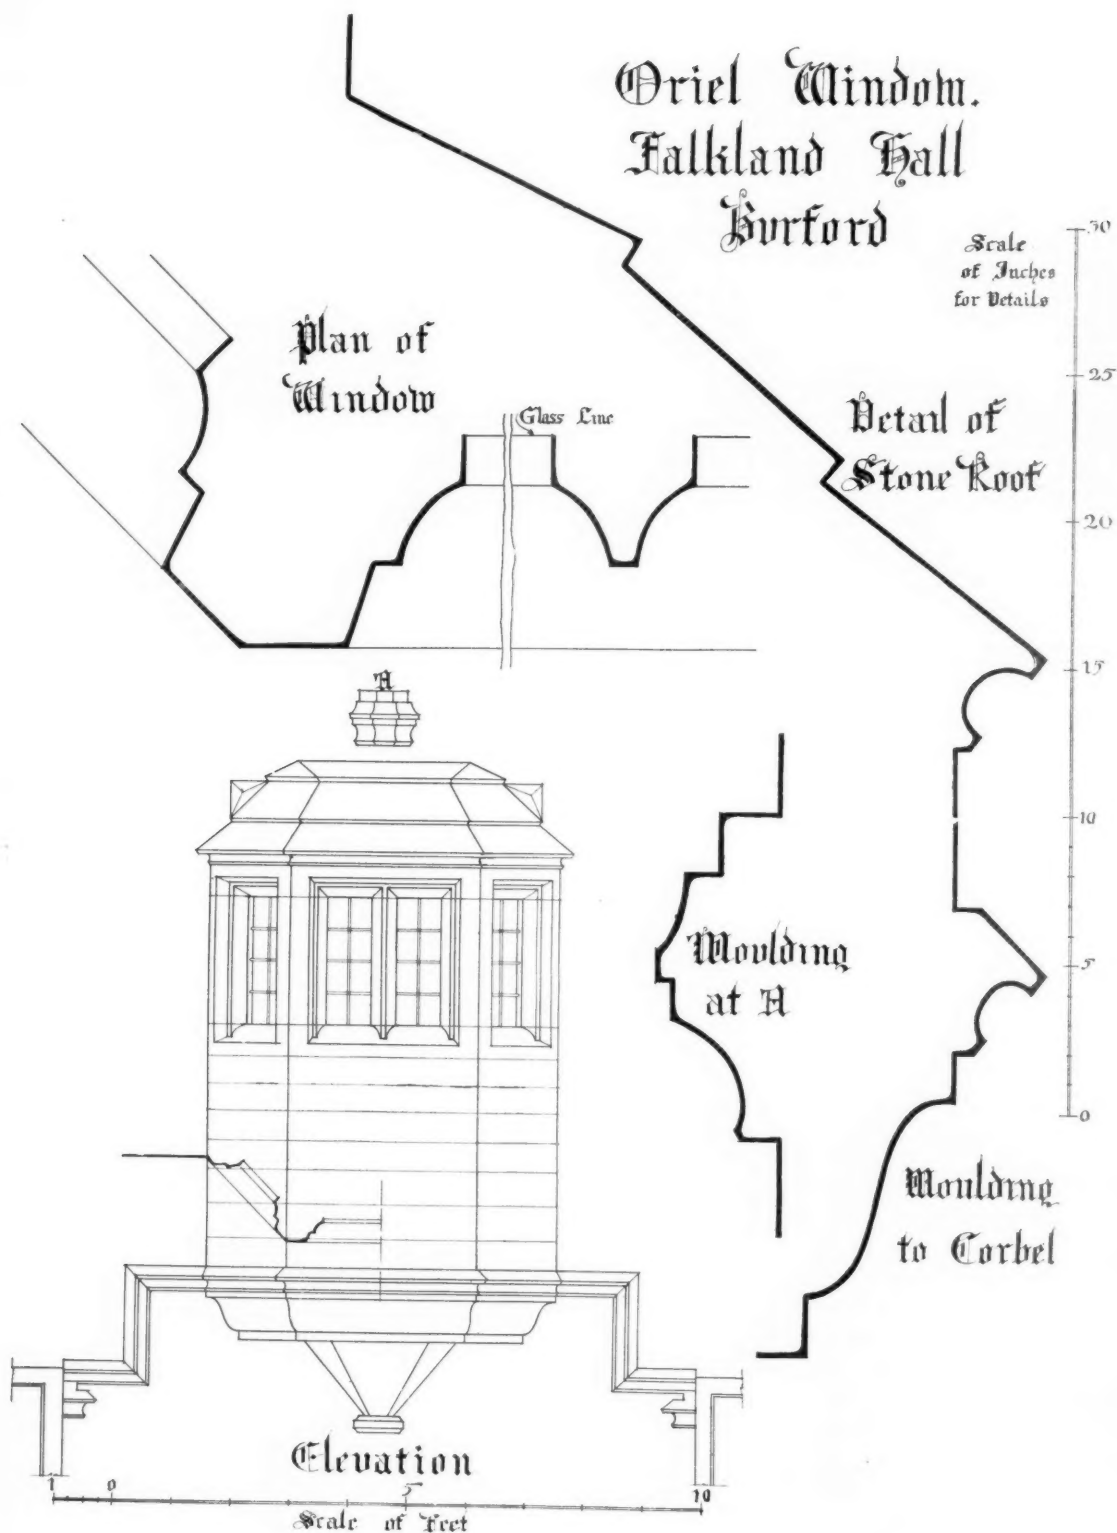 Oriel Window.
Falkland Hall
Burford
Scale
of Inches
for Details
30
25
20
15
10
5
0
Plan of
Window
Glass Line
Detail of
Stone Roof
A
Moulding
at A
Moulding
to Corbel
Elevation
1 0 5 10
Scale of Feet